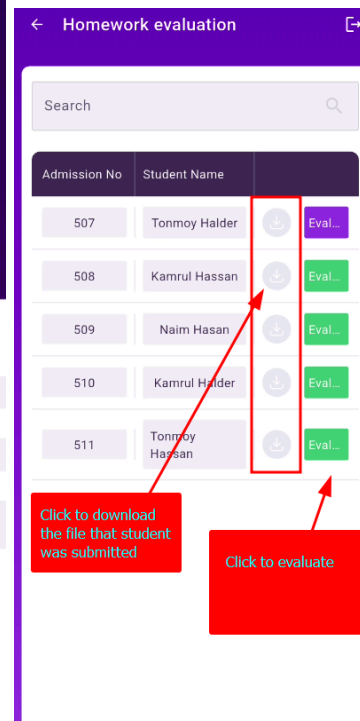 Homework evaluation
Search
Admission No Student Name
507 Tonmoy Halder Eval...
508 Kamrul Hassan Eval...
509 Naim Hasan Eval...
510 Kamrul Halder Eval...
511 Tonmoy
Hassan Eval...
Click to download
the file that student
was submitted
Click to evaluate